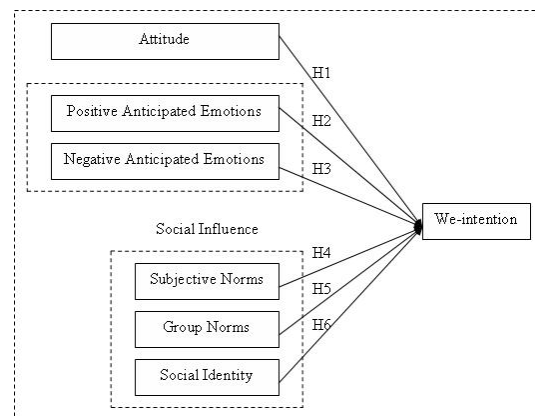 Attitude
H1
Positive Anticipated Emotions
H2
Negative Anticipated Emotions
H3
We-intention
Social Influence
H4
Subjective Norms
H5
Group Norms
H6
Social Identity